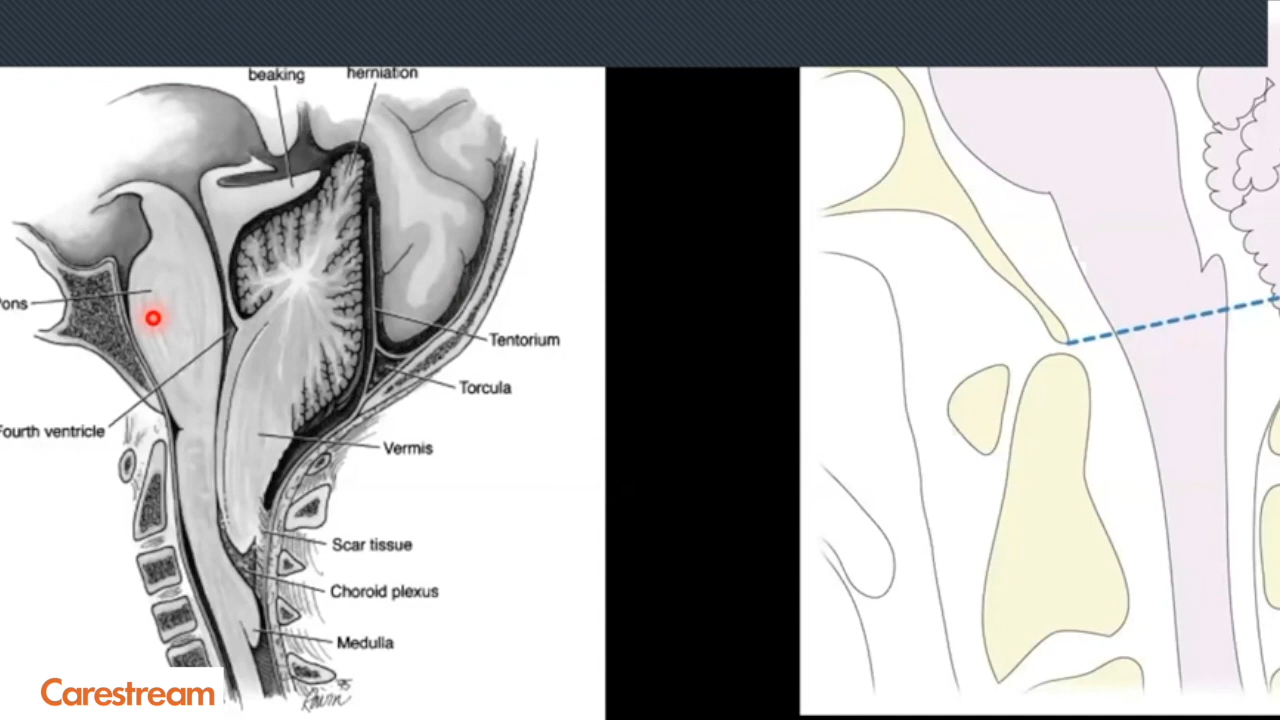 beaking
herniation
Pons
Fourth ventricle
Tentorium
Torcula
Vermis
Scar tissue
Choroid plexus
Medulla
Carestream